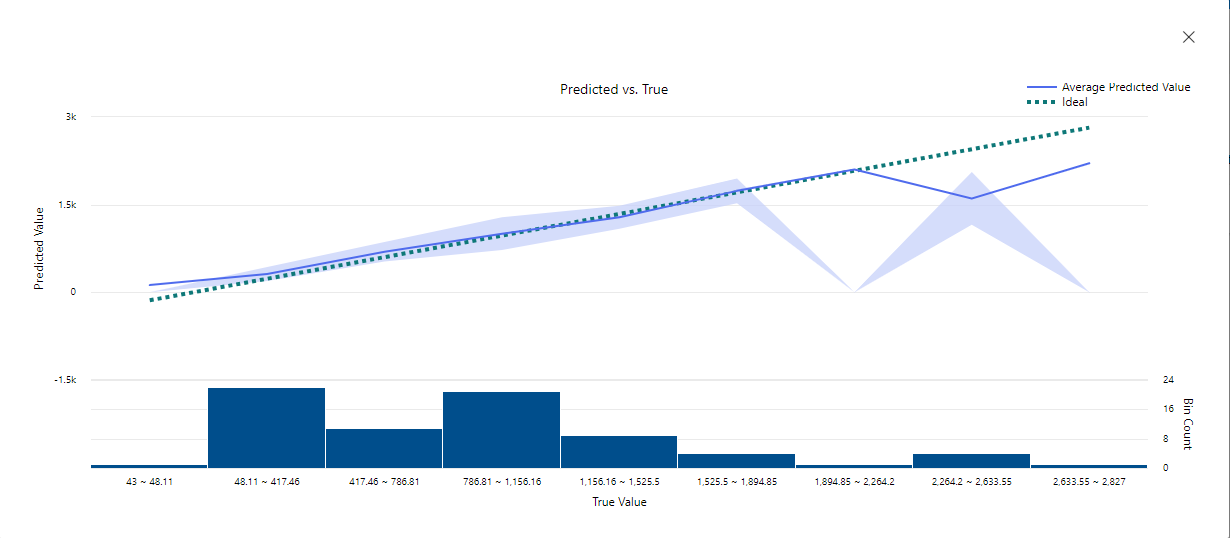 Predicted vs. True
Average Predicted Value
Ideal
3k
1.5k
0
-1.5k
Predicted Value
24
16
8
0
Bin Count
43 ~ 48.11
48.11 ~ 417.46
417.46 ~ 786.81
786.81 ~ 1,156.16
1,156.16 ~ 1,525.5
1,525.5 ~ 1,894.85
1,894.85 ~ 2,264.2
2,264.2 ~ 2,633.55
2,633.55 ~ 2,827
True Value